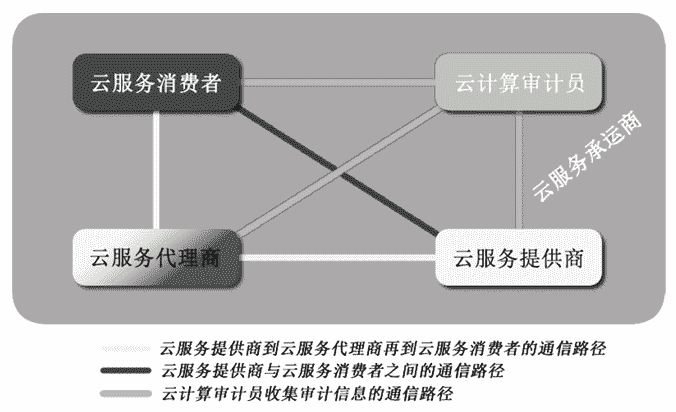 云服务消费者
云计算审计员
云服务承运商
云服务代理商
云服务提供商
云服务提供商到云服务代理商再到云服务消费者的通信路径
云服务提供商与云服务消费者之间的通信路径
云计算审计员收集审计信息的通信路径